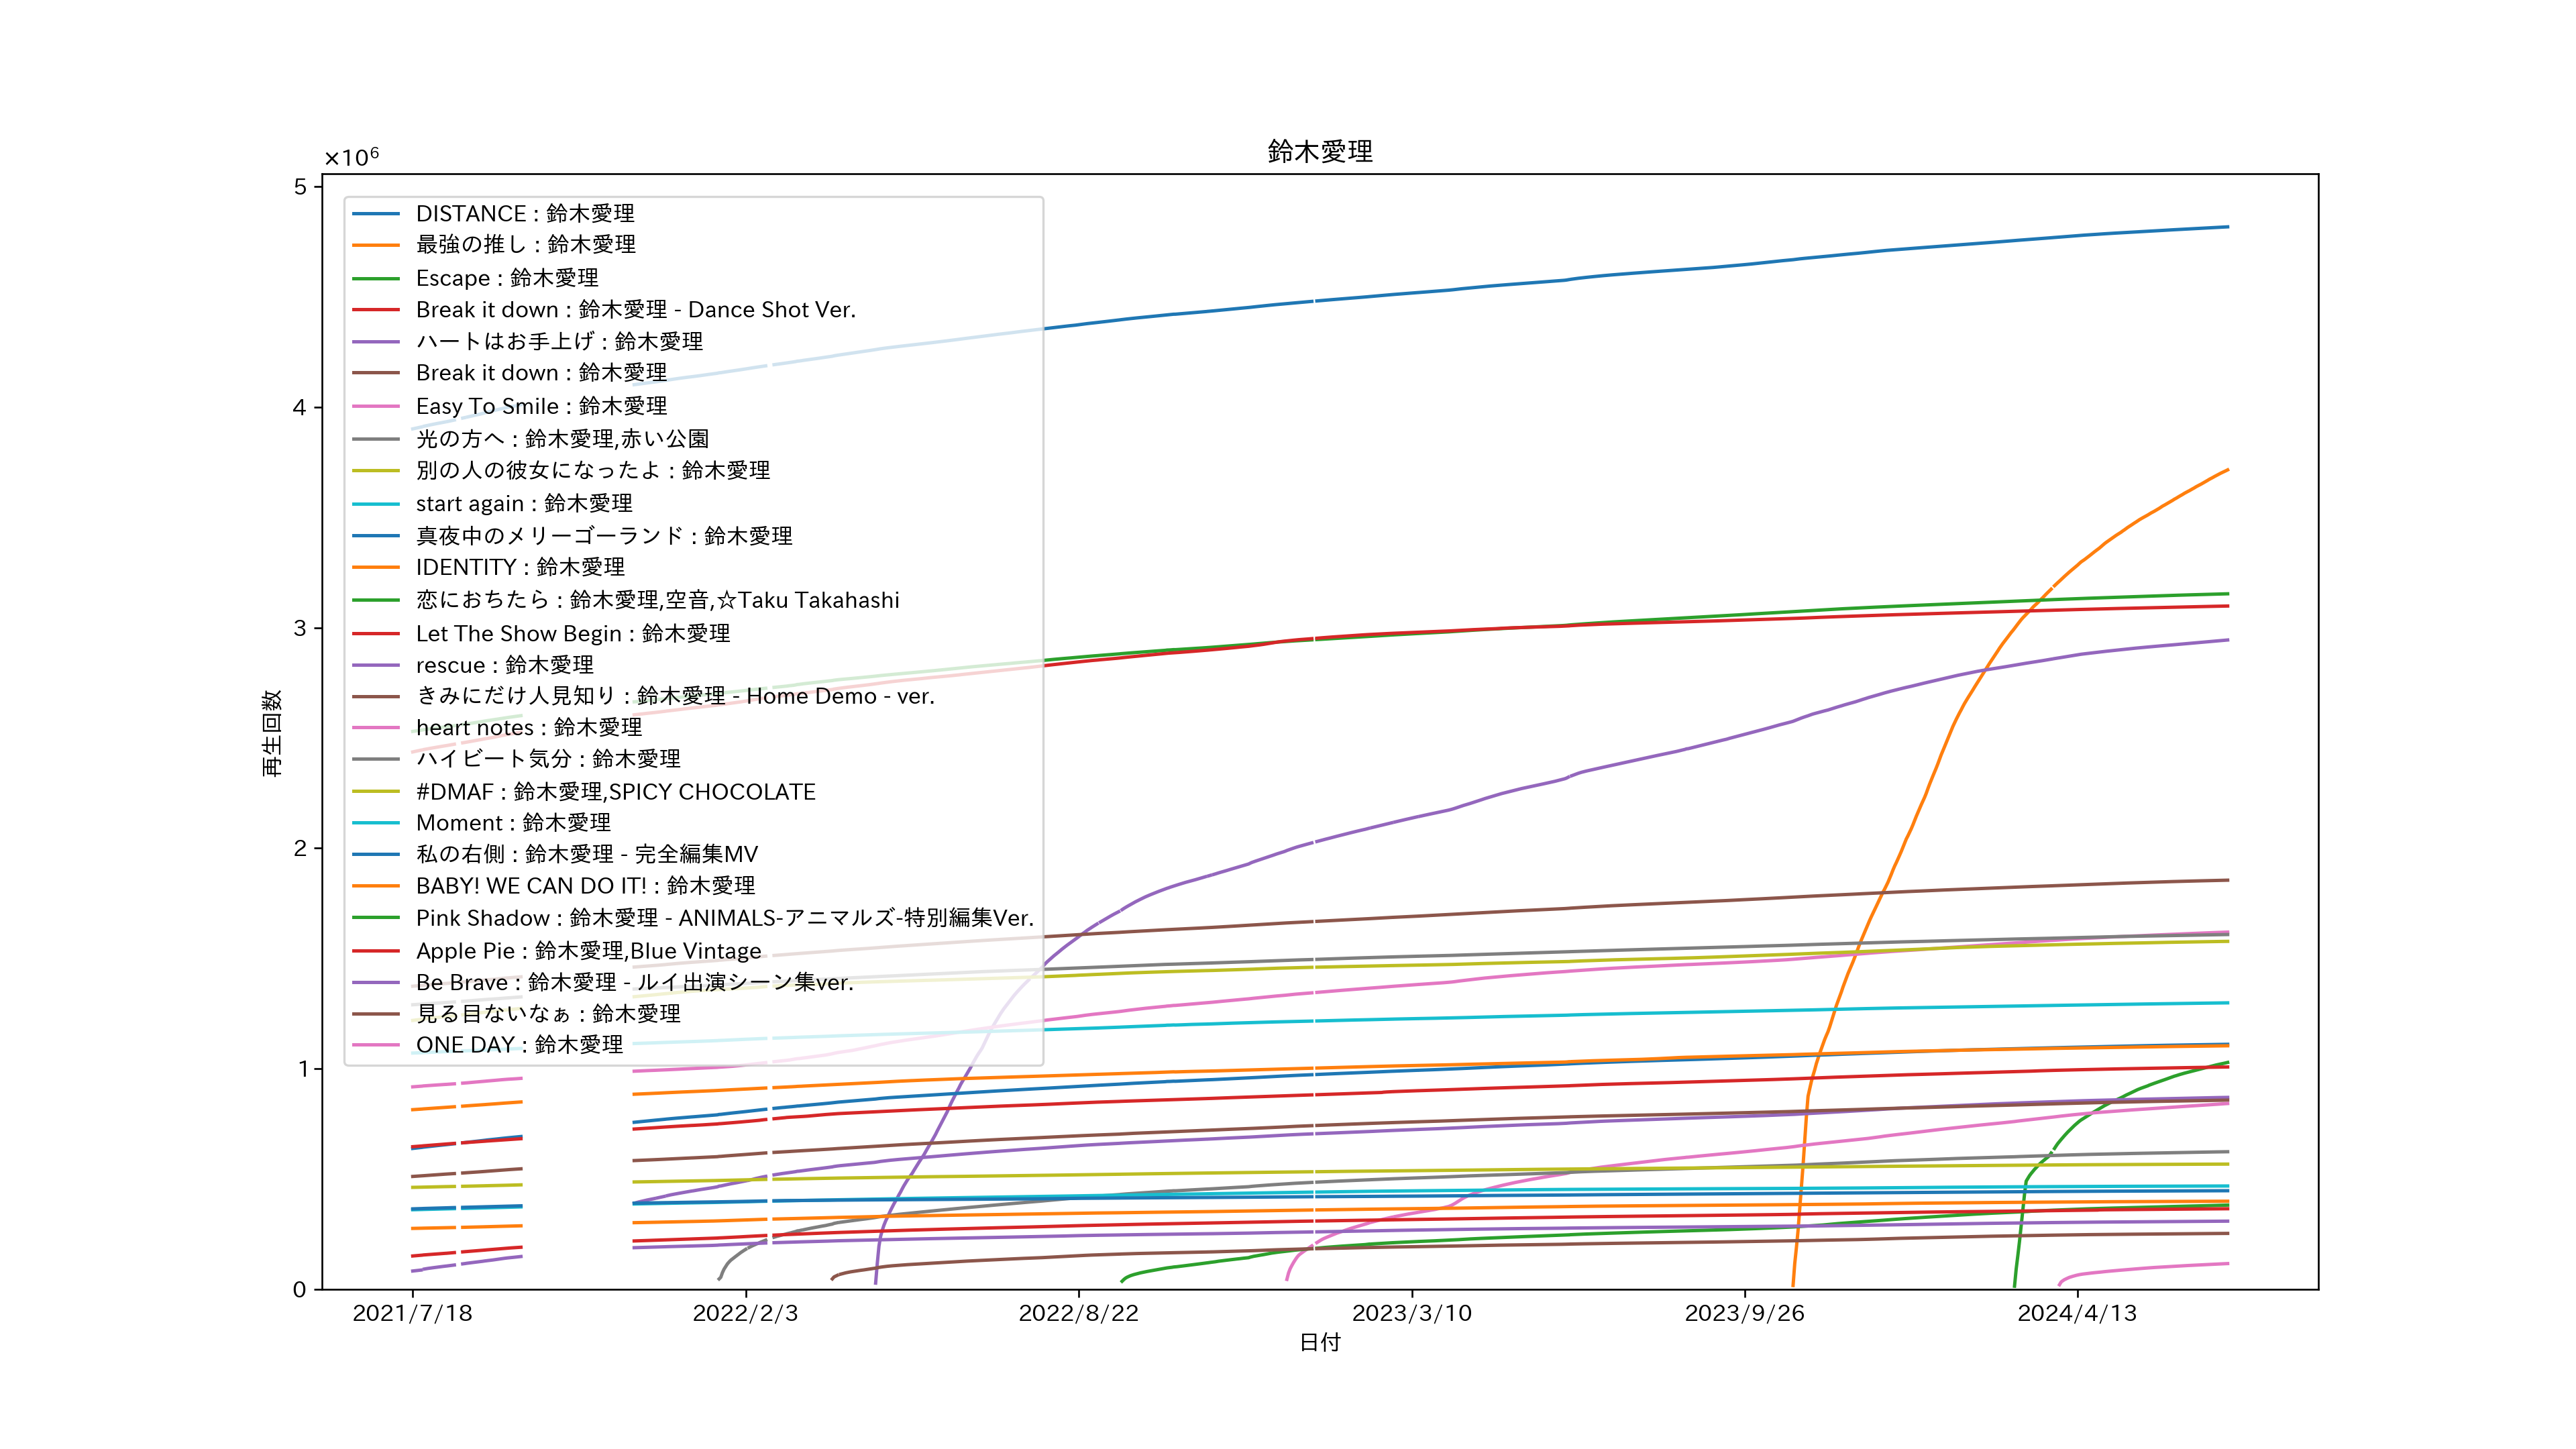 鈴木愛理
×10⁶
5
4
3
2
1
0
再生回数
DISTANCE : 鈴木愛理
最強の推し : 鈴木愛理
Escape : 鈴木愛理
Break it down : 鈴木愛理 - Dance Shot Ver.
ハートはお手上げ : 鈴木愛理
Break it down : 鈴木愛理
Easy To Smile : 鈴木愛理
光の方へ : 鈴木愛理,赤い公園
別の人の彼女になったよ : 鈴木愛理
start again : 鈴木愛理
真夜中のメリーゴーランド : 鈴木愛理
IDENTITY : 鈴木愛理
恋におちたら : 鈴木愛理,空音,☆Taku Takahashi
Let The Show Begin : 鈴木愛理
rescue : 鈴木愛理
きみにだけ人見知り : 鈴木愛理 - Home Demo - ver.
heart notes : 鈴木愛理
ハイビート気分 : 鈴木愛理
#DMAF : 鈴木愛理,SPICY CHOCOLATE
Moment : 鈴木愛理
私の右側 : 鈴木愛理 - 完全編集MV
BABY! WE CAN DO IT! : 鈴木愛理
Pink Shadow : 鈴木愛理 - ANIMALS-アニマルズ-特別編集Ver.
Apple Pie : 鈴木愛理,Blue Vintage
Be Brave : 鈴木愛理 - ルイ出演シーン集ver.
見る目ないなぁ : 鈴木愛理
ONE DAY : 鈴木愛理
2021/7/18
2022/2/3
2022/8/22
2023/3/10
2023/9/26
2024/4/13
日付